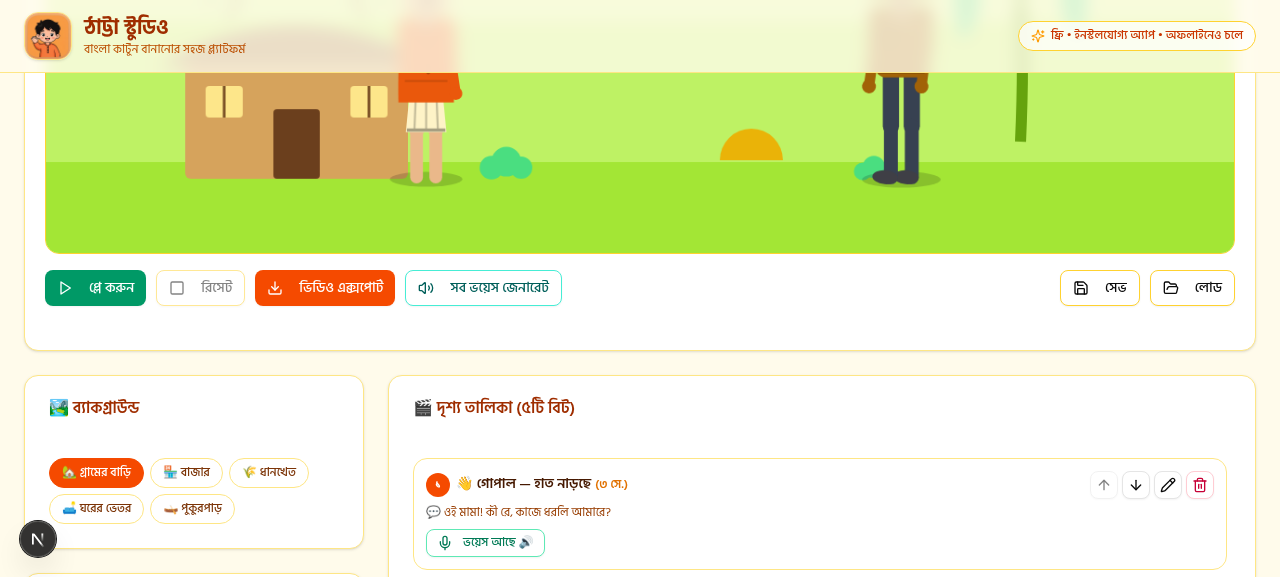 ঠাট্টা স্টুডিও
বাংলা কার্টুন বানানোর সহজ প্ল্যাটফর্ম
ফ্রি • ইনস্টলযোগ্য অ্যাপ • অফলাইনেও চলে
প্লে করুন
রিসেট
ভিডিও এক্সপোর্ট
সব ভয়েস জেনারেট
সেভ
লোড
🏞️ ব্যাকগ্রাউন্ড
🏡 গ্রামের বাড়ি
🏪 বাজার
🌾 ধানখেত
🛋️ ঘরের ভেতর
🛶 পুকুরপাড়
🎬 দৃশ্য তালিকা (৫টি বিট)
১
👋 গোপাল — হাত নাড়ছে (৩ সে.)
💬 ওই মামা! কী রে, কাজে ধরলি আমারে?
ভয়েস আছে 🔊
N